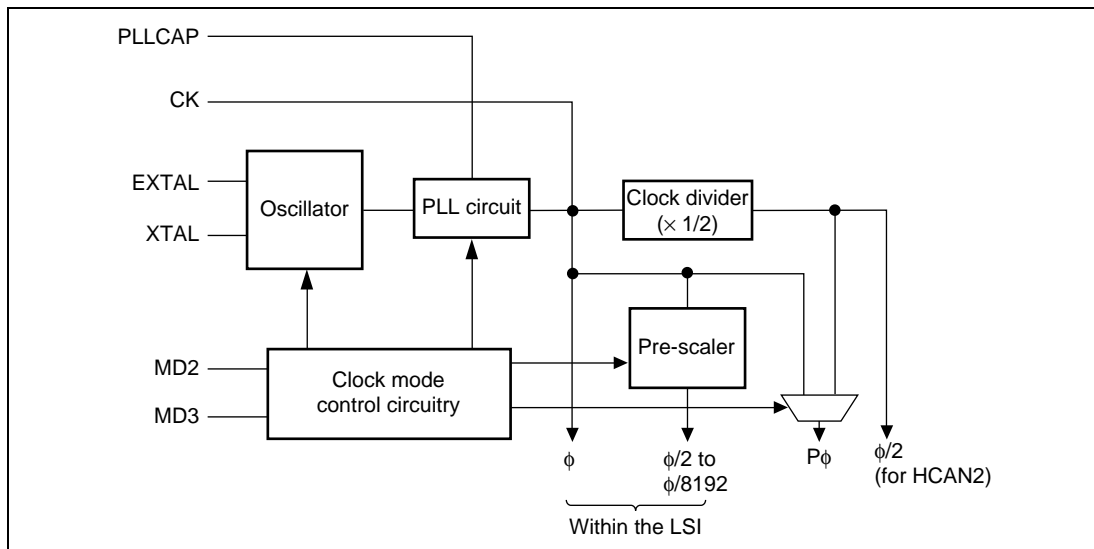 PLLCAP
CK
EXTAL
XTAL
Oscillator
PLL circuit
Clock divider
(× 1/2)
MD2
MD3
Clock mode
control circuitry
Pre-scaler
ϕ
ϕ/2 to
ϕ/8192
Pϕ
ϕ/2
(for HCAN2)
Within the LSI